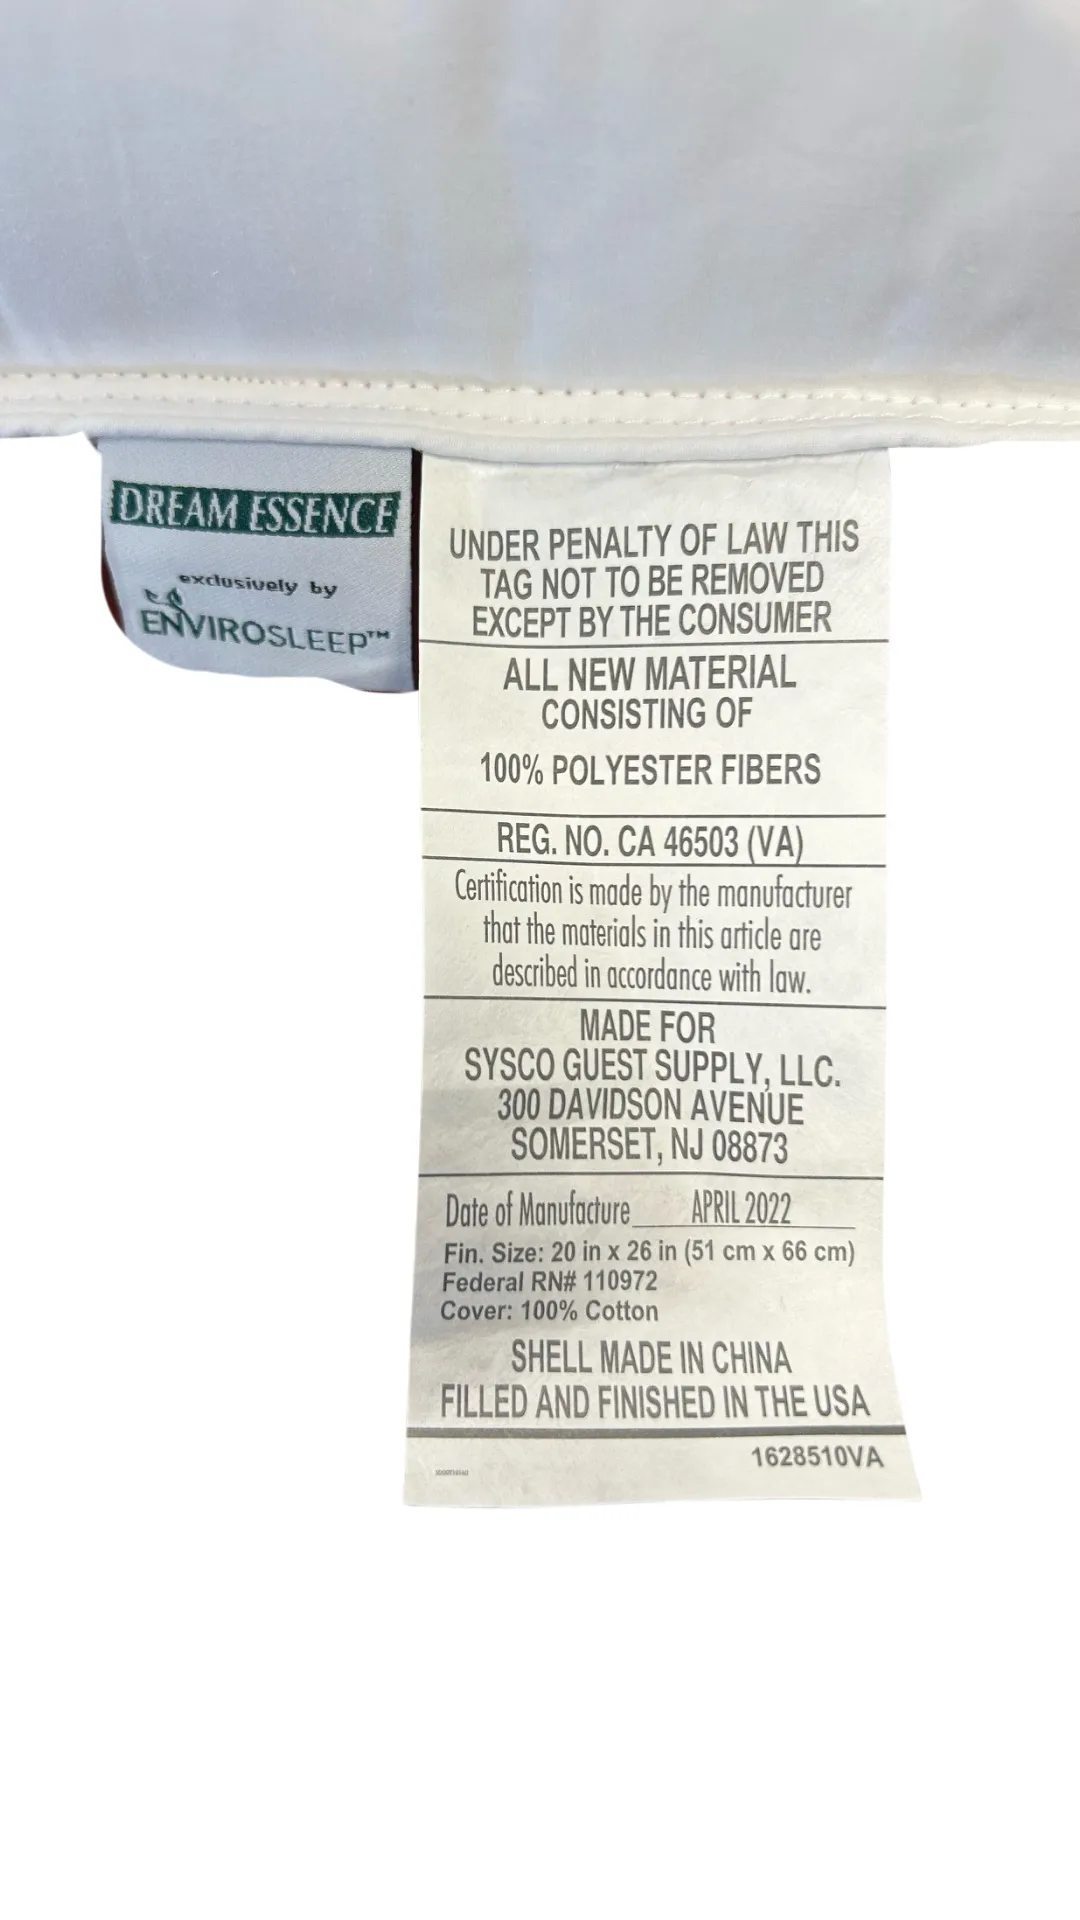 DREAM ESSENCE
exclusively by
ENVIROSLEEP™
UNDER PENALTY OF LAW THIS
TAG NOT TO BE REMOVED
EXCEPT BY THE CONSUMER
ALL NEW MATERIAL
CONSISTING OF
100% POLYESTER FIBERS
REG. NO. CA 46503 (VA)
Certification is made by the manufacturer
that the materials in this article are
described in accordance with law.
MADE FOR
SYSCO GUEST SUPPLY, LLC.
300 DAVIDSON AVENUE
SOMERSET, NJ 08873
Date of Manufacture APRIL 2022
Fin. Size: 20 in x 26 in (51 cm x 66 cm)
Federal RN# 110972
Cover: 100% Cotton
SHELL MADE IN CHINA
FILLED AND FINISHED IN THE USA
1628510VA